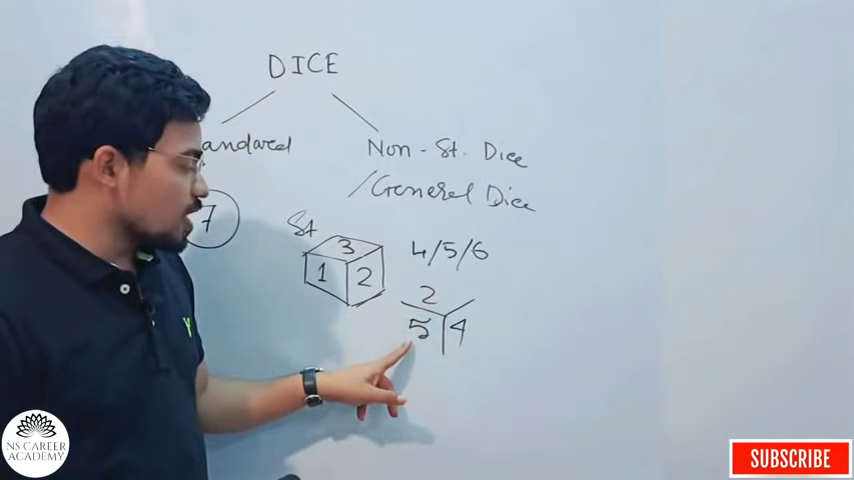 DICE
andared
Non-St. Dice
/General Dice
7
St
3
1 2
4/5/6
2
5 4
NS CAREER
ACADEMY
SUBSCRIBE